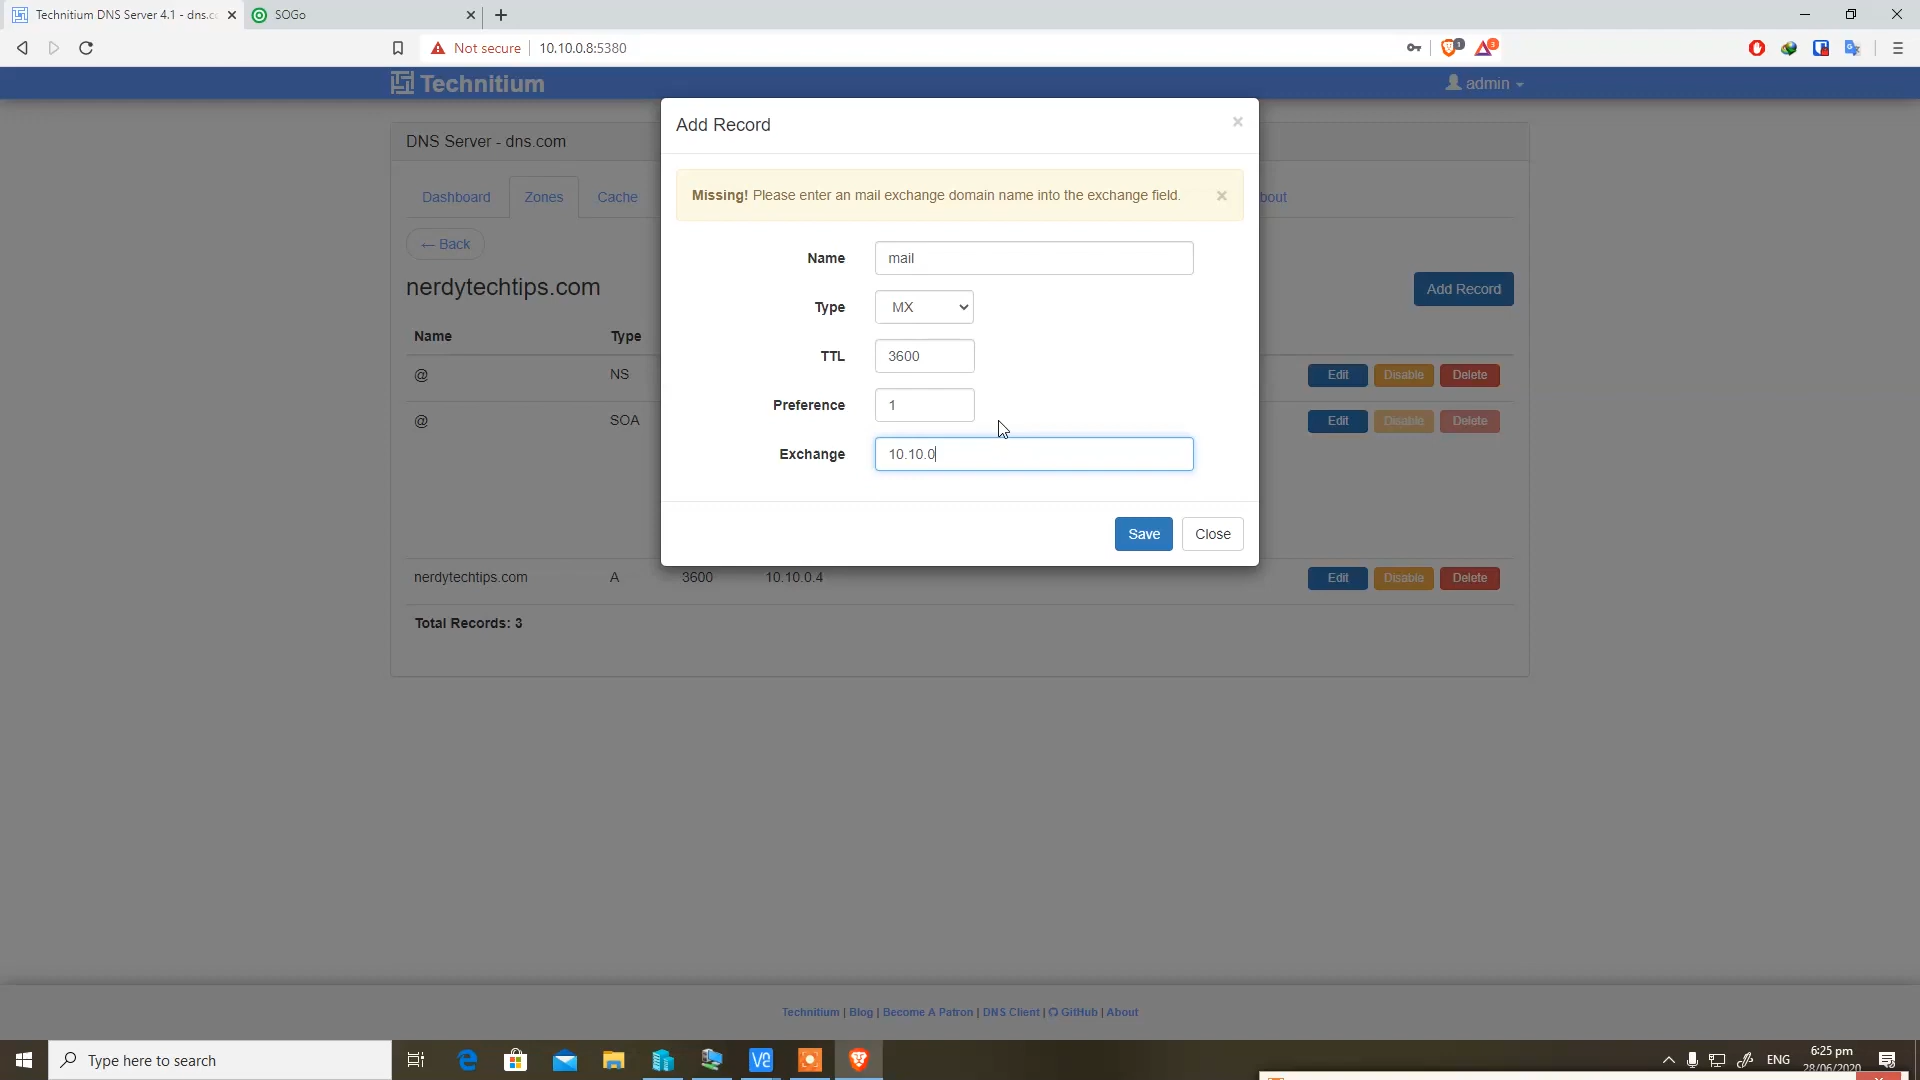 Technitium DNS Server 4.1 - dns.co
SOGo
Not secure
10.10.0.8:5380
1
3
Technitium
admin
Add Record
DNS Server - dns.com
Missing! Please enter an mail exchange domain name into the exchange field.
Dashboard
Zones
Cache
bout
← Back
Name
mail
nerdytechtips.com
Add Record
Type
MX
Name
Type
TTL
3600
@
NS
Edit
Disable
Delete
Preference
1
@
SOA
Edit
Disable
Delete
Exchange
10.10.0
Save
Close
nerdytechtips.com
A
3600
10.10.0.4
Edit
Disable
Delete
Total Records: 3
Technitium | Blog | Become A Patron | DNS Client | GitHub | About
Type here to search
ENG
6:25 pm
28/06/2020